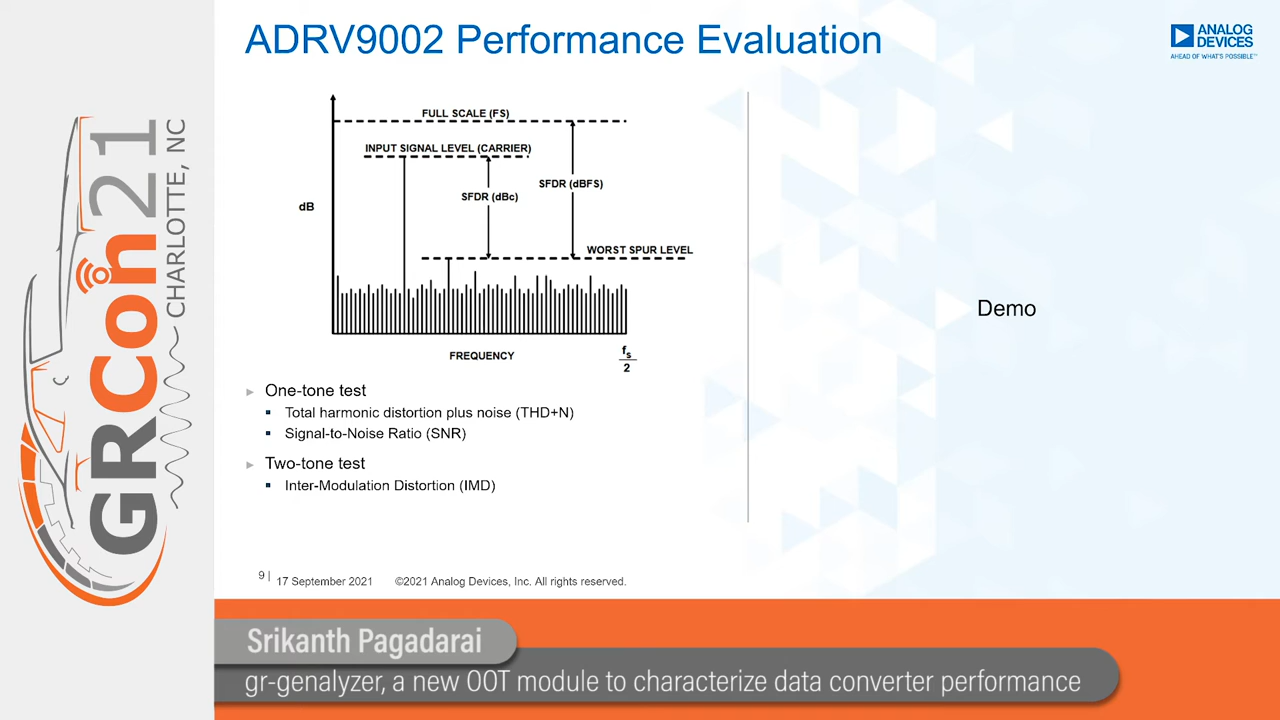 ADRV9002 Performance Evaluation
ANALOG
DEVICES
AHEAD OF WHAT'S POSSIBLE™
GRCon21
CHARLOTTE, NC
FULL SCALE (FS)
INPUT SIGNAL LEVEL (CARRIER)
SFDR (dBFS)
SFDR (dBc)
dB
WORST SPUR LEVEL
FREQUENCY
fs
2
Demo
One-tone test
Total harmonic distortion plus noise (THD+N)
Signal-to-Noise Ratio (SNR)
Two-tone test
Inter-Modulation Distortion (IMD)
9 | 17 September 2021 ©2021 Analog Devices, Inc. All rights reserved.
Srikanth Pagadarai
gr-genalyzer, a new OOT module to characterize data converter performance